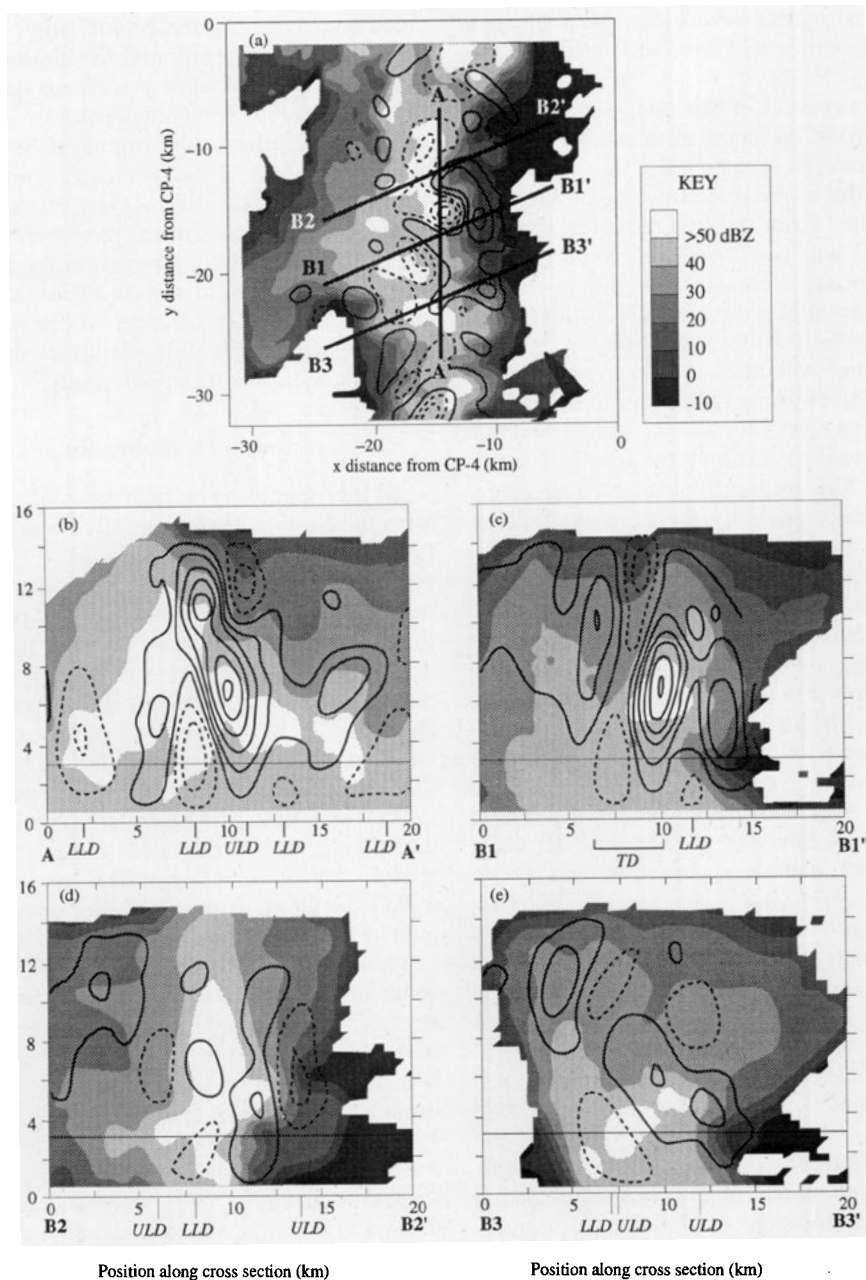 (a)
−0
−10
−20
−30
y distance from CP-4 (km)
A
B2'
B1'
B3'
B2
B1
B3
A'
−30
−20
−10
0
x distance from CP-4 (km)
KEY
>50 dBZ
40
30
20
10
0
-10
(b)
16
12
8
4
0
0
5
10
15
20
A
LLD
LLD
ULD
LLD
LLD
A'
(c)
0
5
10
15
20
B1
TD
LLD
B1'
(d)
16
12
8
4
0
0
5
10
15
20
B2
ULD
LLD
ULD
B2'
(e)
0
5
10
15
20
B3
LLD
ULD
ULD
B3'
Position along cross section (km)
Position along cross section (km)